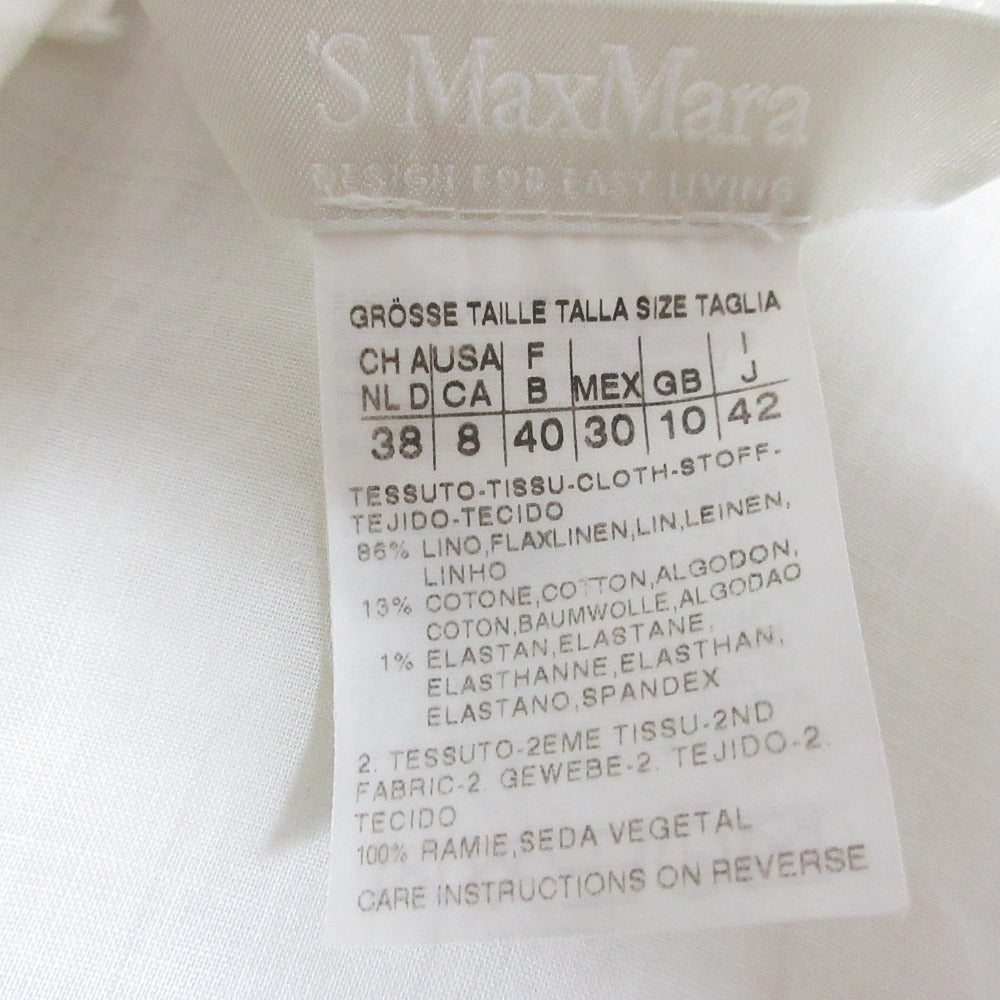 'S MaxMara
DESIGN FOR EASY LIVING
GRÖSSE TAILLE TALLA SIZE TAGLIA
CH A USA F MEX GB I
NL D CA B J
38 8 40 30 10 42
TESSUTO-TISSU-CLOTH-STOFF-
TEJIDO-TECIDO
86% LINO,FLAXLINEN,LIN,LEINEN,
LINHO
13% COTONE,COTTON,ALGODON,
COTON,BAUMWOLLE,ALGODAO
1% ELASTAN,ELASTANE,
ELASTHANNE,ELASTHAN,
ELASTANO,SPANDEX
2. TESSUTO-2EME TISSU-2ND
FABRIC-2. GEWEBE-2. TEJIDO-2.
TECIDO
100% RAMIE,SEDA VEGETAL
CARE INSTRUCTIONS ON REVERSE